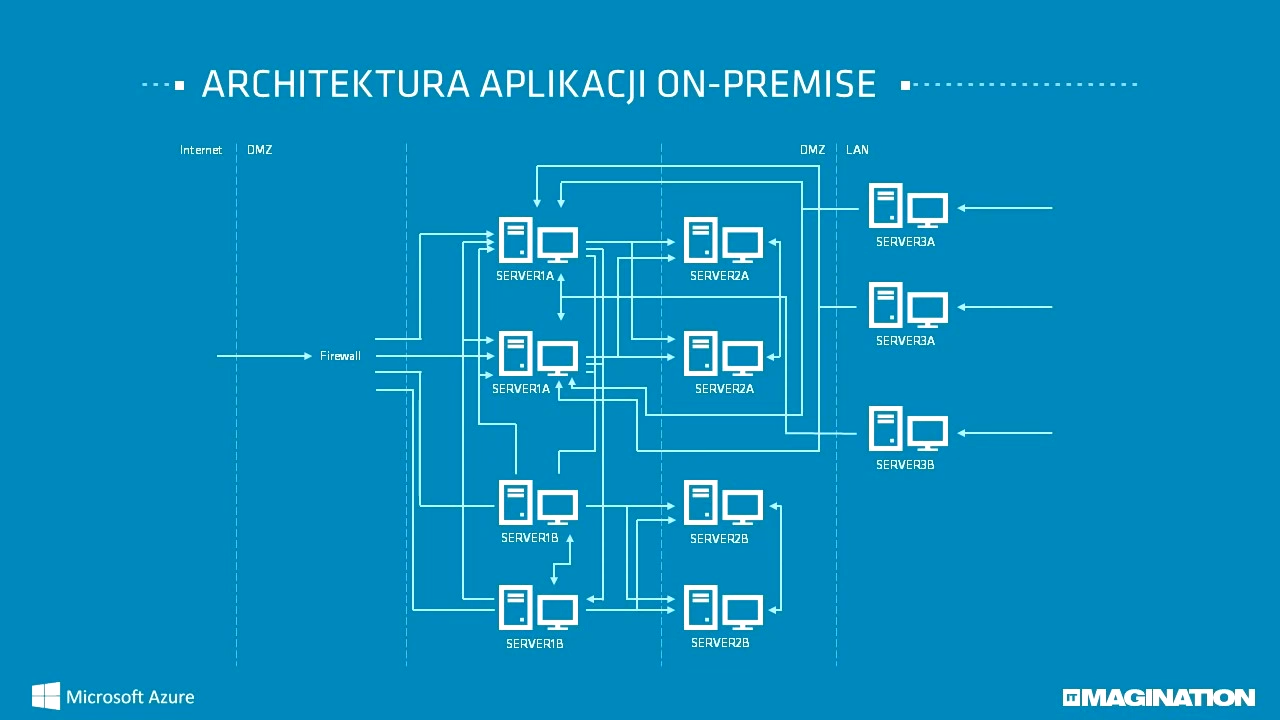 ARCHITEKTURA APLIKACJI ON-PREMISE
Internet
DMZ
DMZ
LAN
SERVER3A
SERVER1A
SERVER2A
SERVER3A
Firewall
SERVER1A
SERVER2A
SERVER3B
SERVER1B
SERVER2B
SERVER1B
SERVER2B
Microsoft Azure
ITMAGINATION